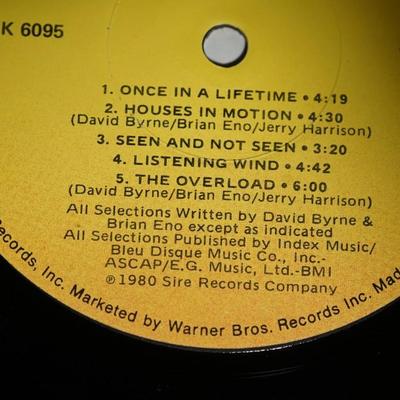 K 6095
1. ONCE IN A LIFETIME • 4:19
2. HOUSES IN MOTION • 4:30
(David Byrne/Brian Eno/Jerry Harrison)
3. SEEN AND NOT SEEN • 3:20
4. LISTENING WIND • 4:42
5. THE OVERLOAD • 6:00
(David Byrne/Brian Eno/Jerry Harrison)
All Selections Written by David Byrne &
Brian Eno except as indicated
All Selections Published by Index Music/
Bleu Disque Music Co., Inc.-
ASCAP/E.G. Music, Ltd.-BMI
℗1980 Sire Records Company
Records, Inc. Marketed by Warner Bros. Records Inc. Mad